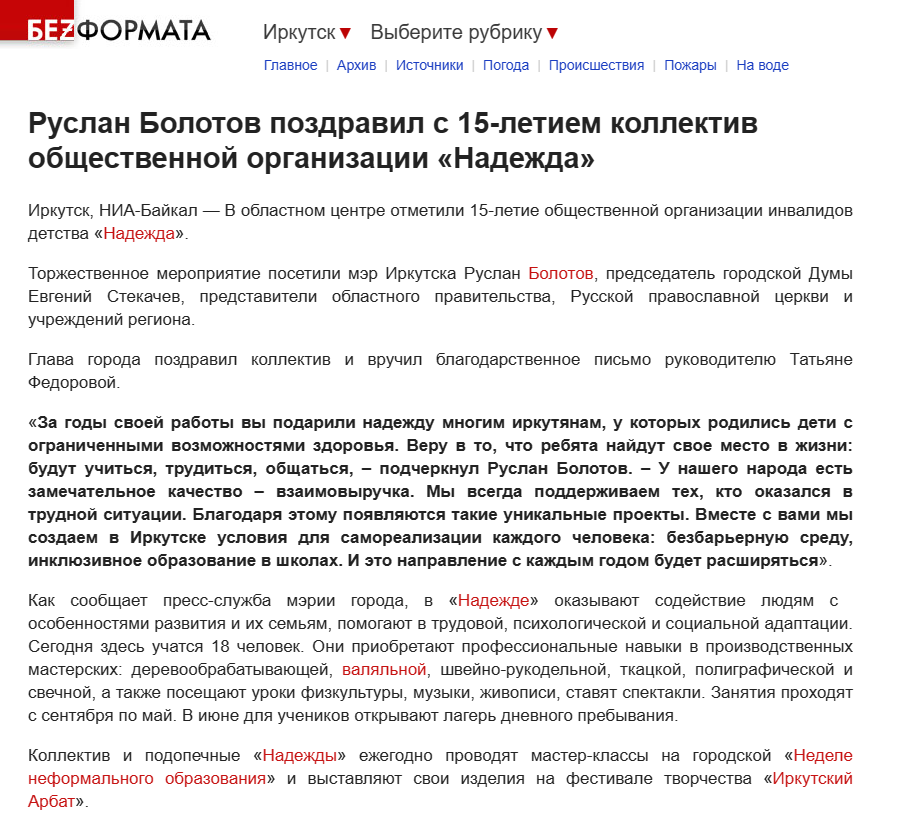 БЕZФОРМАТА
Иркутск▼ Выберите рубрику▼
Главное | Архив | Источники | Погода | Происшествия | Пожары | На воде
Руслан Болотов поздравил с 15-летием коллектив
общественной организации «Надежда»
Иркутск, НИА-Байкал — В областном центре отметили 15-летие общественной организации инвалидов
детства «Надежда».
Торжественное мероприятие посетили мэр Иркутска Руслан Болотов, председатель городской Думы
Евгений Стекачев, представители областного правительства, Русской православной церкви и
учреждений региона.
Глава города поздравил коллектив и вручил благодарственное письмо руководителю Татьяне
Федоровой.
«За годы своей работы вы подарили надежду многим иркутянам, у которых родились дети с
ограниченными возможностями здоровья. Веру в то, что ребята найдут свое место в жизни:
будут учиться, трудиться, общаться, – подчеркнул Руслан Болотов. – У нашего народа есть
замечательное качество – взаимовыручка. Мы всегда поддерживаем тех, кто оказался в
трудной ситуации. Благодаря этому появляются такие уникальные проекты. Вместе с вами мы
создаем в Иркутске условия для самореализации каждого человека: безбарьерную среду,
инклюзивное образование в школах. И это направление с каждым годом будет расширяться».
Как сообщает пресс-служба мэрии города, в «Надежде» оказывают содействие людям с
особенностями развития и их семьям, помогают в трудовой, психологической и социальной адаптации.
Сегодня здесь учатся 18 человек. Они приобретают профессиональные навыки в производственных
мастерских: деревообрабатывающей, валяльной, швейно-рукодельной, ткацкой, полиграфической и
свечной, а также посещают уроки физкультуры, музыки, живописи, ставят спектакли. Занятия проходят
с сентября по май. В июне для учеников открывают лагерь дневного пребывания.
Коллектив и подопечные «Надежды» ежегодно проводят мастер-классы на городской «Неделе
неформального образования» и выставляют свои изделия на фестивале творчества «Иркутский
Арбат».